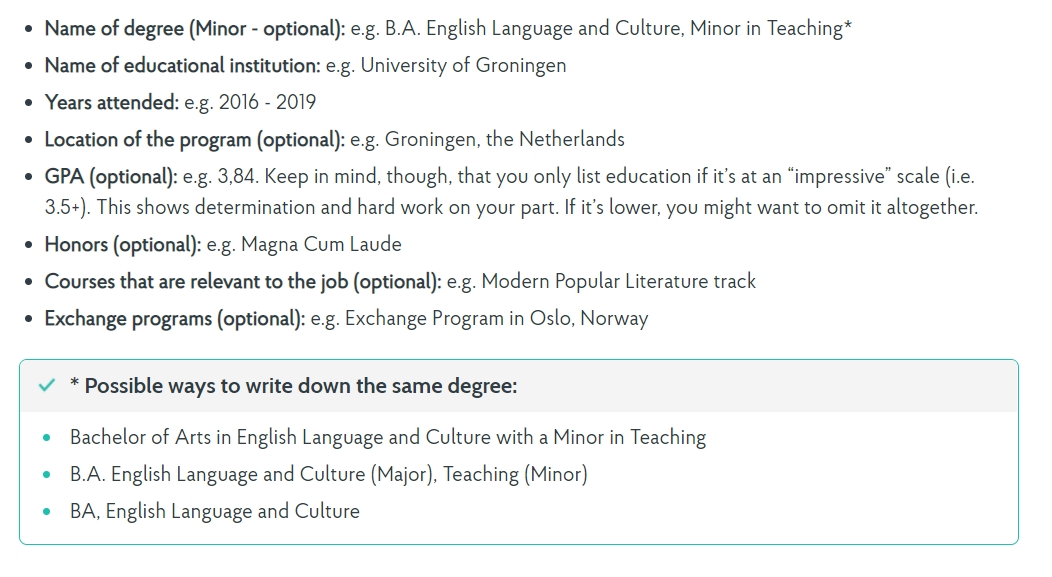 Name of degree (Minor - optional): e.g. B.A. English Language and Culture, Minor in Teaching*
Name of educational institution: e.g. University of Groningen
Years attended: e.g. 2016 - 2019
Location of the program (optional): e.g. Groningen, the Netherlands
GPA (optional): e.g. 3,84. Keep in mind, though, that you only list education if it's at an “impressive” scale (i.e.
3.5+). This shows determination and hard work on your part. If it's lower, you might want to omit it altogether.
Honors (optional): e.g. Magna Cum Laude
Courses that are relevant to the job (optional): e.g. Modern Popular Literature track
Exchange programs (optional): e.g. Exchange Program in Oslo, Norway
* Possible ways to write down the same degree:
Bachelor of Arts in English Language and Culture with a Minor in Teaching
B.A. English Language and Culture (Major), Teaching (Minor)
BA, English Language and Culture